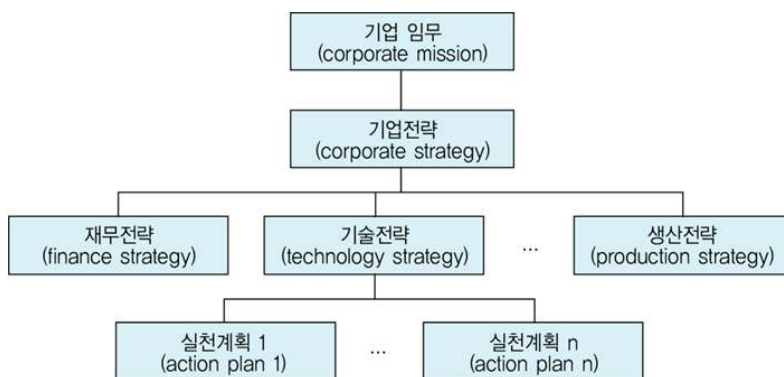 기업 임무
(corporate mission)
기업전략
(corporate strategy)
재무전략
(finance strategy)
기술전략
(technology strategy)
...
생산전략
(production strategy)
실천계획 1
(action plan 1)
...
실천계획 n
(action plan n)